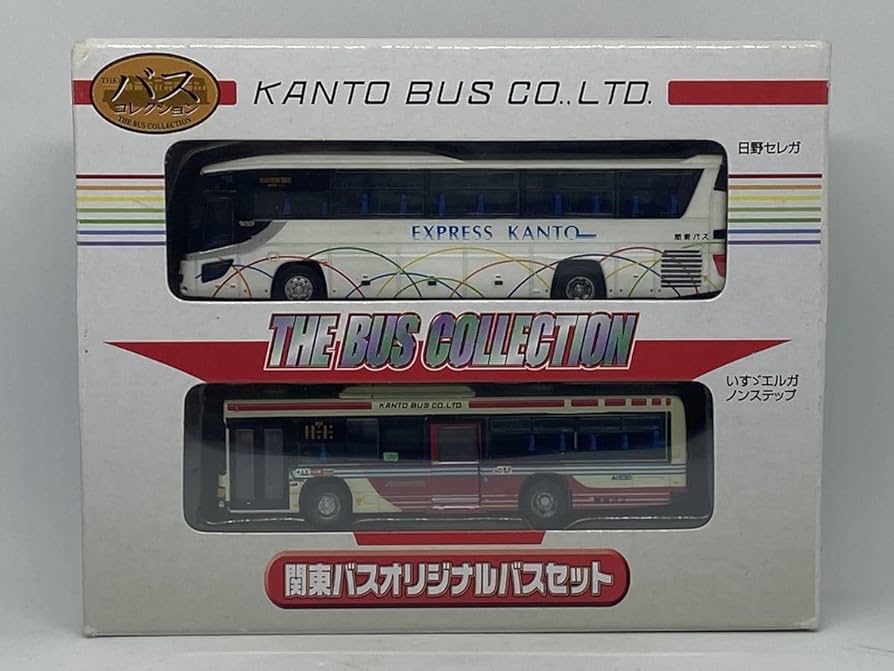 THE
バス
コレクション
THE BUS COLLECTION
KANTO BUS CO.,LTD.
日野セレガ
EXPRESS KANTO
関東バス
THE BUS COLLECTION
いすゞエルガ
ノンステップ
KANTO BUS CO.,LTD.
関東バスオリジナルバスセット